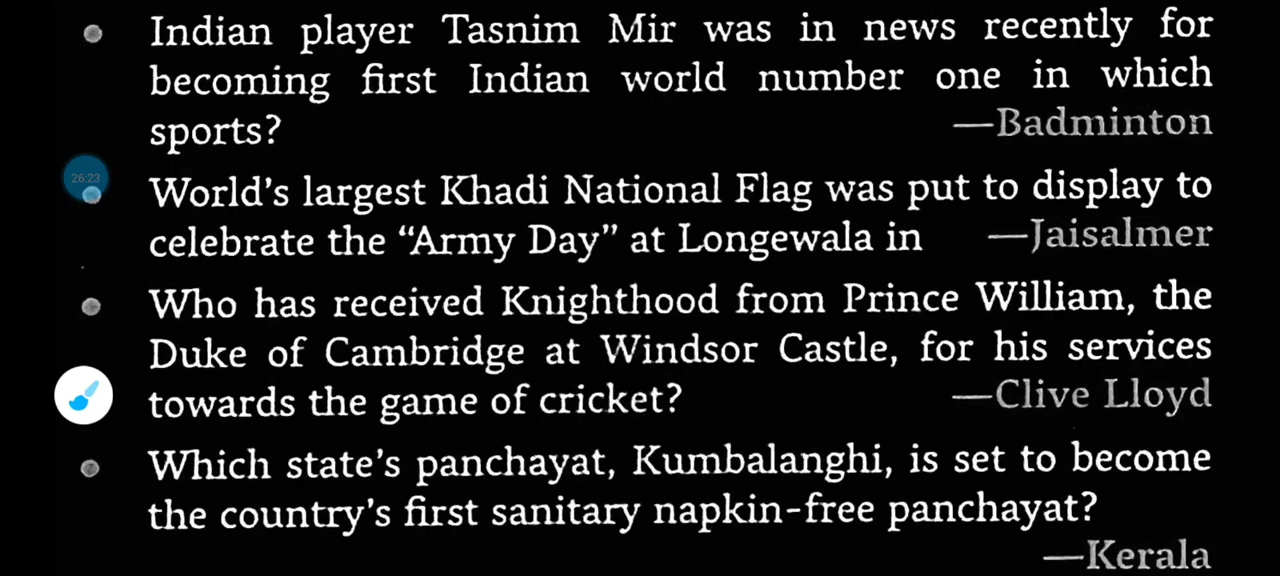 Indian player Tasnim Mir was in news recently for
becoming first Indian world number one in which
sports? —Badminton
26:23
World's largest Khadi National Flag was put to display to
celebrate the “Army Day” at Longewala in —Jaisalmer
Who has received Knighthood from Prince William, the
Duke of Cambridge at Windsor Castle, for his services
towards the game of cricket? —Clive Lloyd
Which state's panchayat, Kumbalanghi, is set to become
the country's first sanitary napkin-free panchayat?
—Kerala